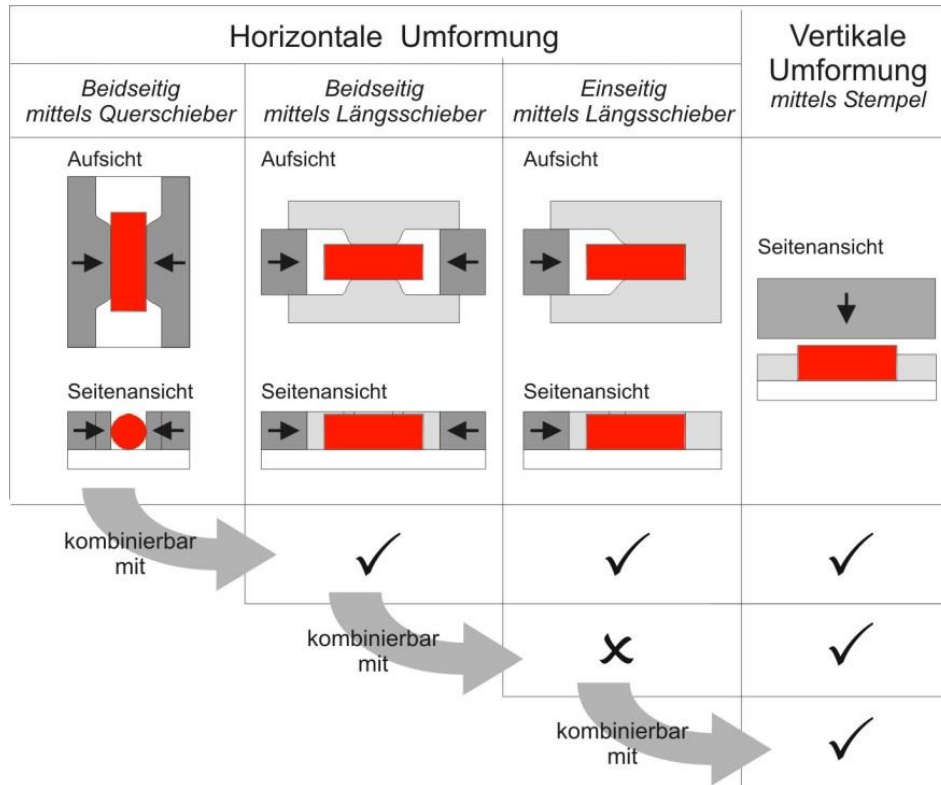 Horizontale Umformung
Vertikale
Umformung
mittels Stempel
Beidseitig
mittels Querschieber
Beidseitig
mittels Längsschieber
Einseitig
mittels Längsschieber
Aufsicht
Aufsicht
Aufsicht
Seitenansicht
Seitenansicht
Seitenansicht
Seitenansicht
kombinierbar
mit
kombinierbar
mit
kombinierbar
mit